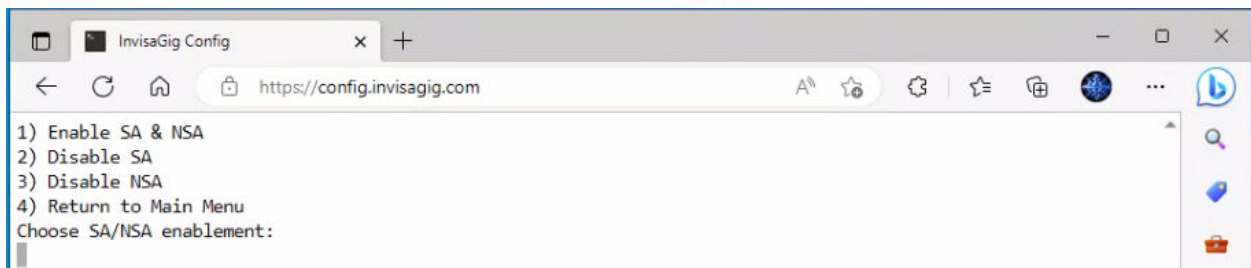 InvisaGig Config
https://config.invisagig.com
1) Enable SA & NSA
2) Disable SA
3) Disable NSA
4) Return to Main Menu
Choose SA/NSA enablement: